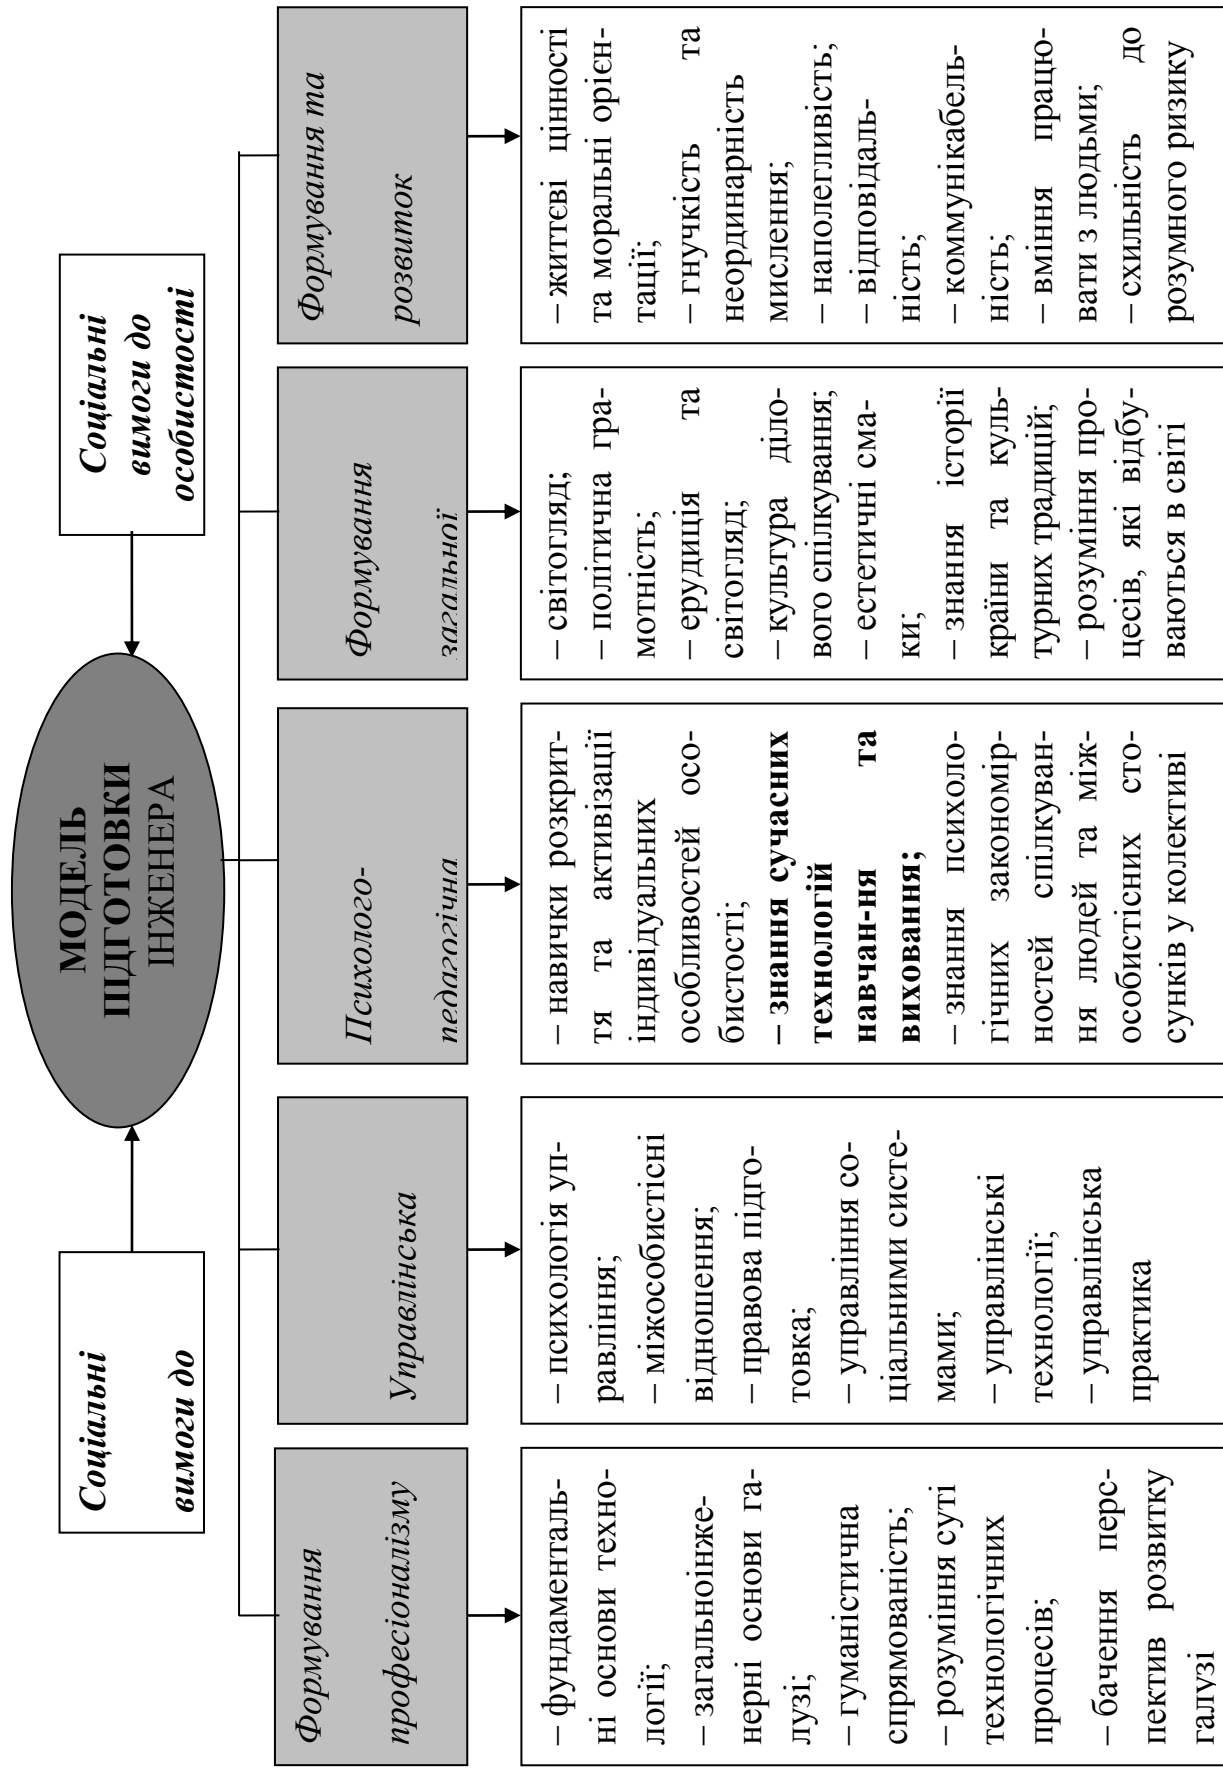 Соціальні
вимоги до
МОДЕЛЬ
ПІДГОТОВКИ
ІНЖЕНЕРА
Соціальні
вимоги до
особистості
Формування
професіоналізму
Управлінська
Психолого-
педагогічна
Формування
загальної
Формування та
розвиток
– фундаменталь-
ні основи техно-
логії;
– загальноінже-
нерні основи га-
лузі;
– гуманістична
спрямованість;
– розуміння суті
технологічних
процесів;
– бачення перс-
пектив розвитку
галузі
– психологія уп-
равління;
– міжособистісні
відношення;
– правова підго-
товка;
– управління со-
ціальними систе-
мами;
– управлінські
технології;
– управлінська
практика
– навички розкрит-
тя та активізації
індивідуальних
особливостей осо-
бистості;
– знання сучасних
технологій
навчан-ня та
виховання;
– знання психоло-
гічних закономір-
ностей спілкуван-
ня людей та між-
особистісних сто-
сунків у колективі
– світогляд;
– політична гра-
мотність;
– ерудиція та
світогляд;
– культура діло-
вого спілкування;
– естетичні сма-
ки;
– знання історії
країни та куль-
турних традицій;
– розуміння про-
цесів, які відбу-
ваються в світі
– життєві цінності
та моральні орієн-
тації;
– гнучкість та
неординарність
мислення;
– наполегливість;
– відповідаль-
ність;
– коммунікабель-
ність;
– вміння працю-
вати з людьми;
– схильність до
розумного ризику